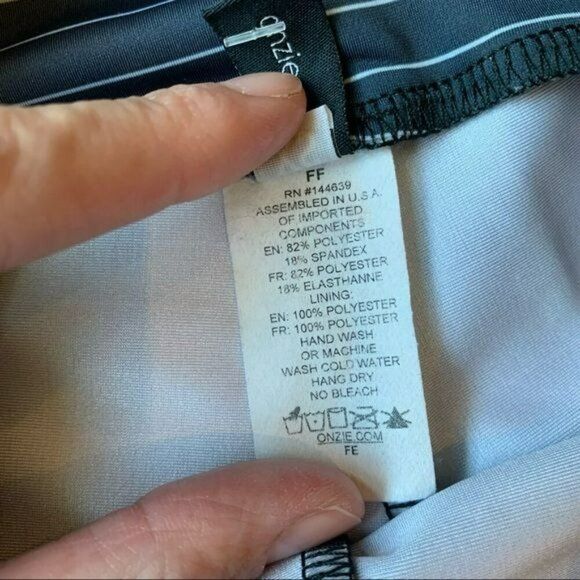 onzie
FF
RN #144639
ASSEMBLED IN U.S.A.
OF IMPORTED
COMPONENTS
EN: 82% POLYESTER
18% SPANDEX
FR: 82% POLYESTER
18% ELASTHANNE
LINING:
EN: 100% POLYESTER
FR: 100% POLYESTER
HAND WASH
OR MACHINE
WASH COLD WATER
HANG DRY
NO BLEACH
ONZIE.COM
FE